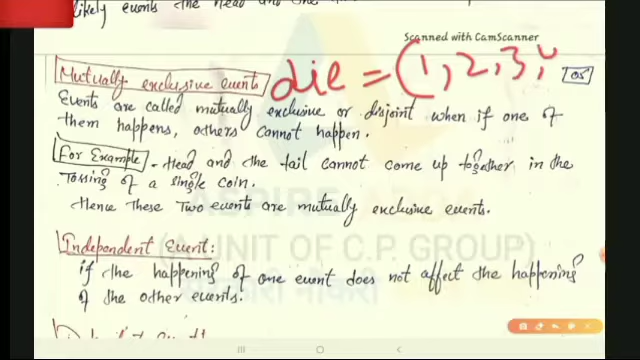 likely events the Head and the
Scanned with CamScanner
Mutually exclusive events die = (1, 2, 3,
05
Events are called mutually exclusive or disjoint when if one of
them happens, others cannot happen.
For Example - Head and the tail cannot come up together in the
Tossing of a single coin.
Hence these Two events are mutually exclusive events.
Independent Event:
if the happening of one event does not affect the happening
of the other events.
(A UNIT OF C.P. GROUP)
सरकारी नौकरी